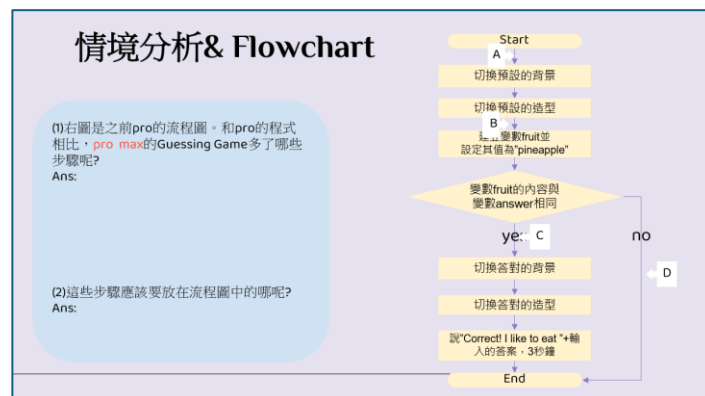 情境分析& Flowchart
(1)右圖是之前pro的流程圖。和pro的程式
相比，pro max的Guessing Game多了哪些
步驟呢?
Ans:
(2)這些步驟應該要放在流程圖中的哪呢?
Ans:
Start
A
切換預設的背景
切換預設的造型
B
建立變數fruit並
設定其值為"pineapple"
變數fruit的內容與
變數answer相同
yes
C
no
D
切換答對的背景
切換答對的造型
說"Correct! I like to eat "+輸
入的答案，3秒鐘
End